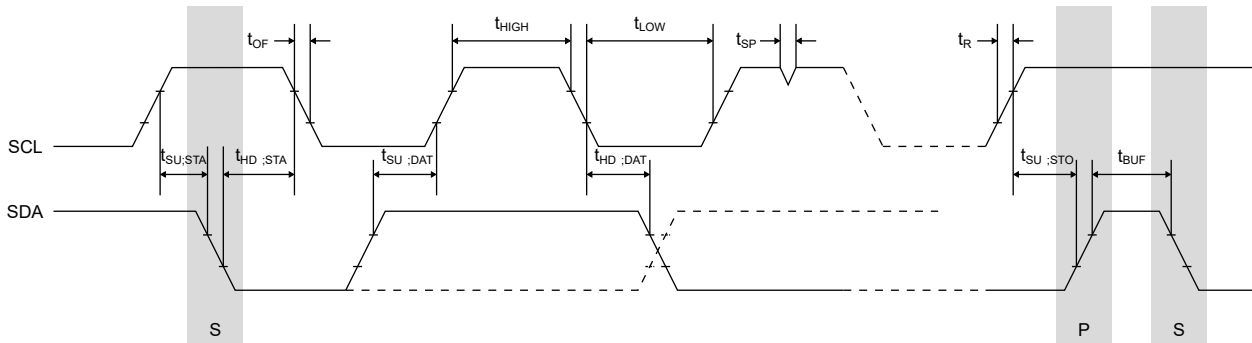 tOF
tHIGH
tLOW
tSP
tR
SCL
tSU;STA
tHD ;STA
tSU ;DAT
tHD ;DAT
tSU ;STO
tBUF
SDA
S
P
S